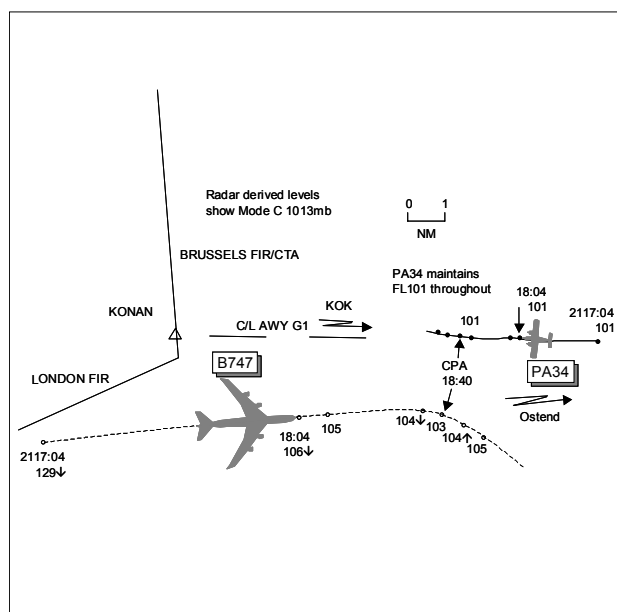 Radar derived levels
show Mode C 1013mb
0 1
NM
BRUSSELS FIR/CTA
PA34 maintains
FL101 throughout
KONAN
KOK
C/L AWY G1
18:04
101
2117:04
101
101
B747
CPA
18:40
PA34
LONDON FIR
Ostend
2117:04
129↓
18:04
106↓
105
104↓
103
104↑
105